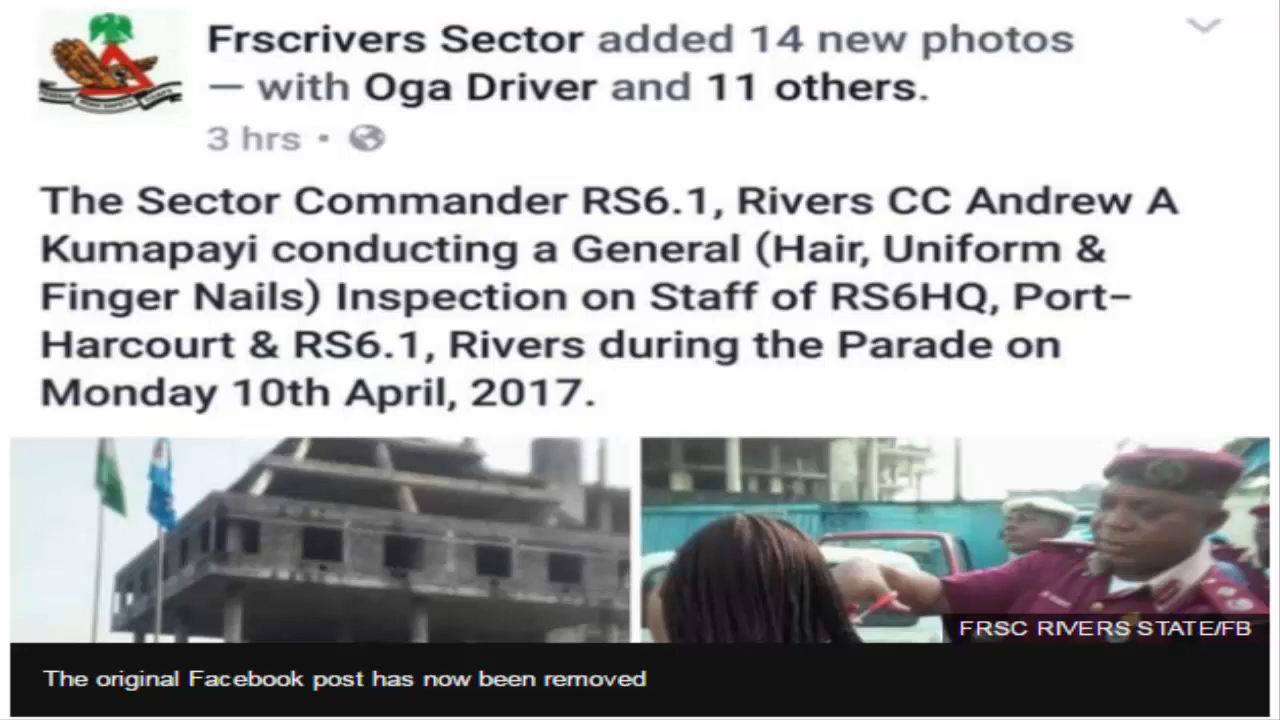 Frscrivers Sector added 14 new photos
— with Oga Driver and 11 others.
3 hrs ·
The Sector Commander RS6.1, Rivers CC Andrew A
Kumapayi conducting a General (Hair, Uniform &
Finger Nails) Inspection on Staff of RS6HQ, Port-
Harcourt & RS6.1, Rivers during the Parade on
Monday 10th April, 2017.
FRSC RIVERS STATE/FB
The original Facebook post has now been removed